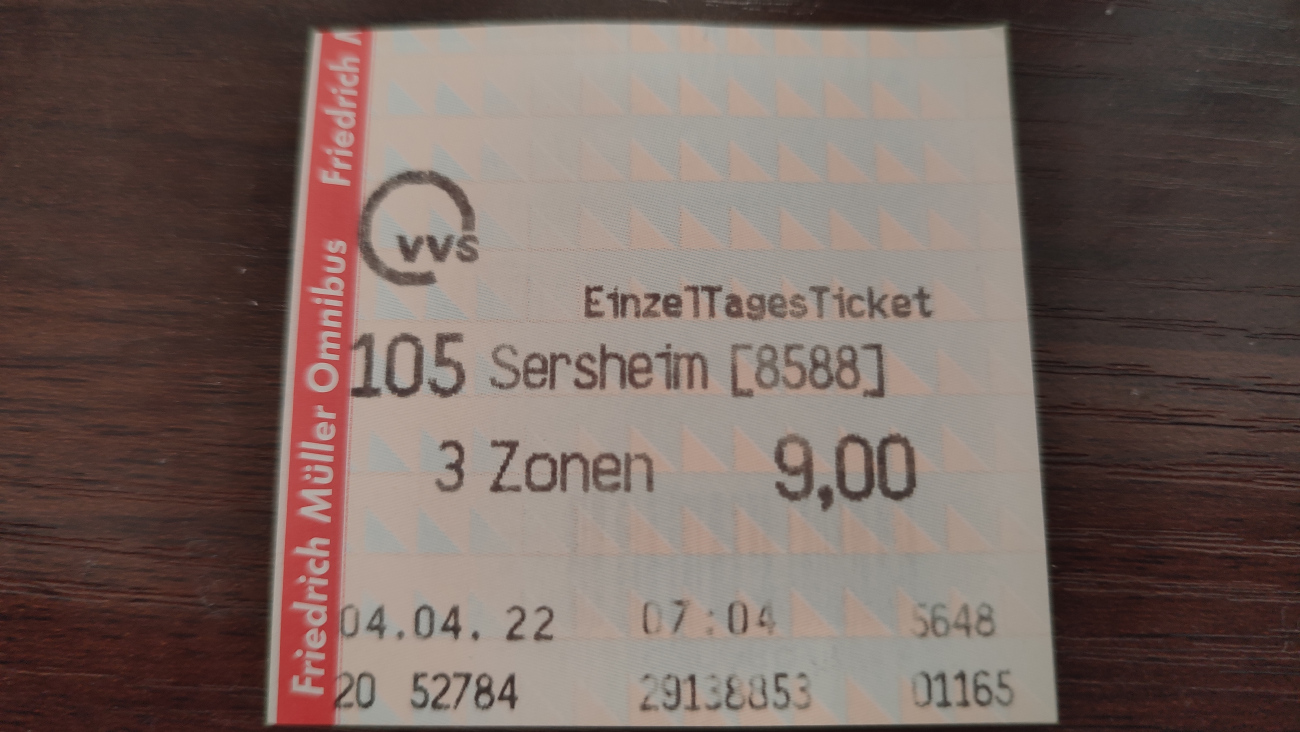 Friedrich Müller Omnibus Friedrich M
VVS
EinzelTagesTicket
105 Sersheim [8588]
3 Zonen 9,00
04.04. 22 07:04 5648
20 52784 29138853 01165